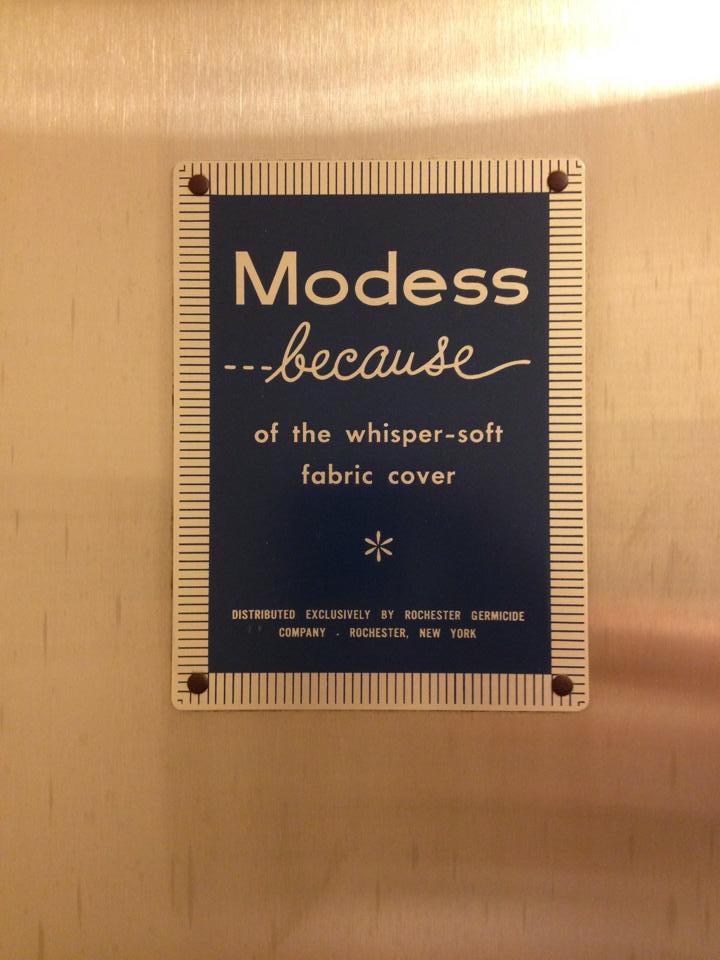 Modess
---because
of the whisper-soft
fabric cover
*
DISTRIBUTED EXCLUSIVELY BY ROCHESTER GERMICIDE
COMPANY · ROCHESTER, NEW YORK